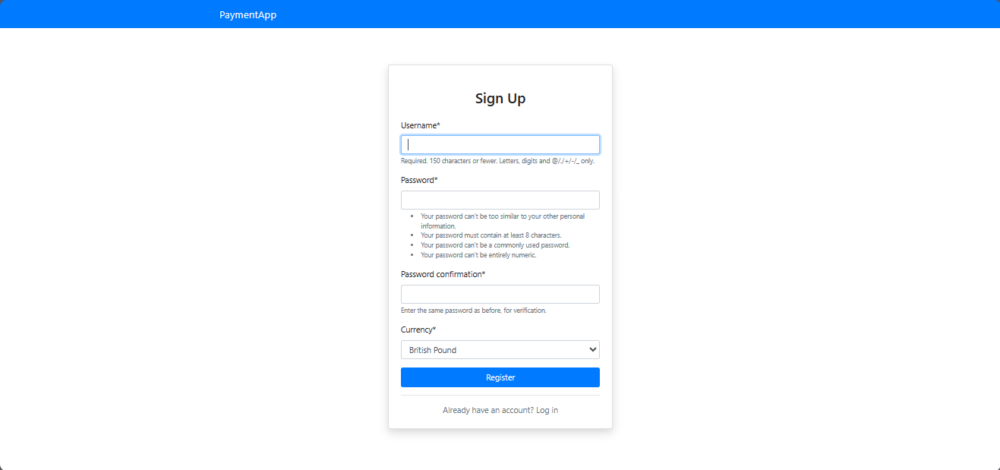 PaymentApp
Sign Up
Username*
Required. 150 characters or fewer. Letters, digits and @/./+/-/_ only.
Password*
Your password can't be too similar to your other personal
information.
Your password must contain at least 8 characters.
Your password can't be a commonly used password.
Your password can't be entirely numeric.
Password confirmation*
Enter the same password as before, for verification.
Currency*
British Pound
Register
Already have an account? Log in